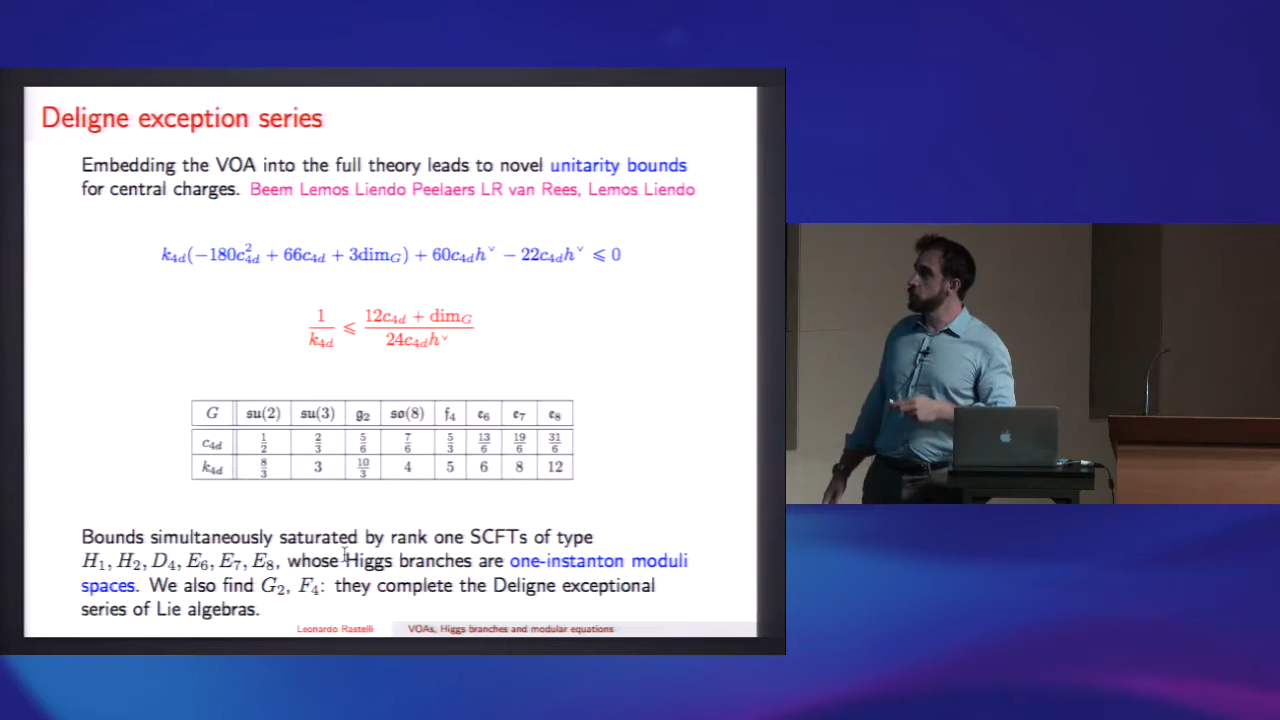 Deligne exception series
Embedding the VOA into the full theory leads to novel unitarity bounds
for central charges. Beem Lemos Liendo Peelaers LR van Rees, Lemos Liendo
k_{4d}(−180c_{4d}^2 + 66c_{4d} + 3dim_G) + 60c_{4d}h^∨ − 22c_{4d}h^∨ ⩽ 0
1/k_{4d} ⩽ (12c_{4d} + dim_G)/(24c_{4d}h^∨)
G su(2) su(3) g_2 so(8) f_4 e_6 e_7 e_8
c_{4d} 1/2 2/3 5/6 7/6 5/3 13/6 19/6 31/6
k_{4d} 8/3 3 10/3 4 5 6 8 12
Bounds simultaneously saturated by rank one SCFTs of type
H_1, H_2, D_4, E_6, E_7, E_8, whose Higgs branches are one-instanton moduli
spaces. We also find G_2, F_4: they complete the Deligne exceptional
series of Lie algebras.
Leonardo Rastelli VOAs, Higgs branches and modular equations